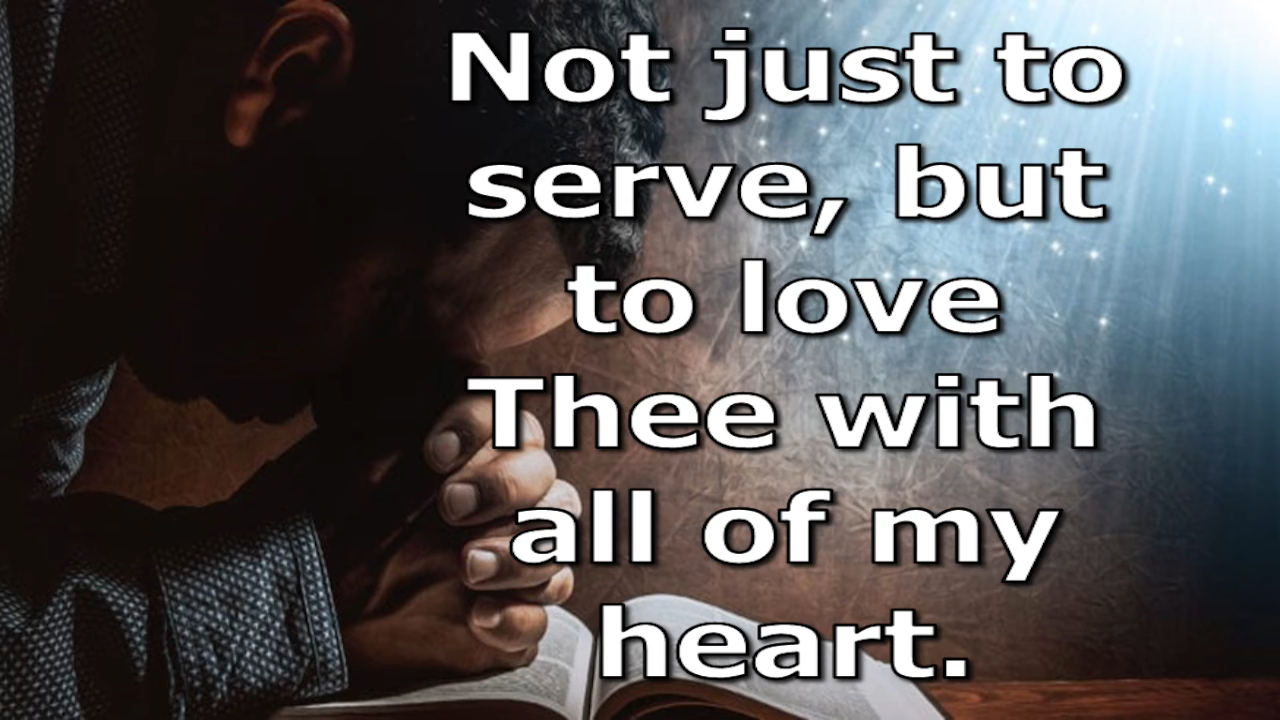 Not just to
serve, but
to love
Thee with
all of my
heart.